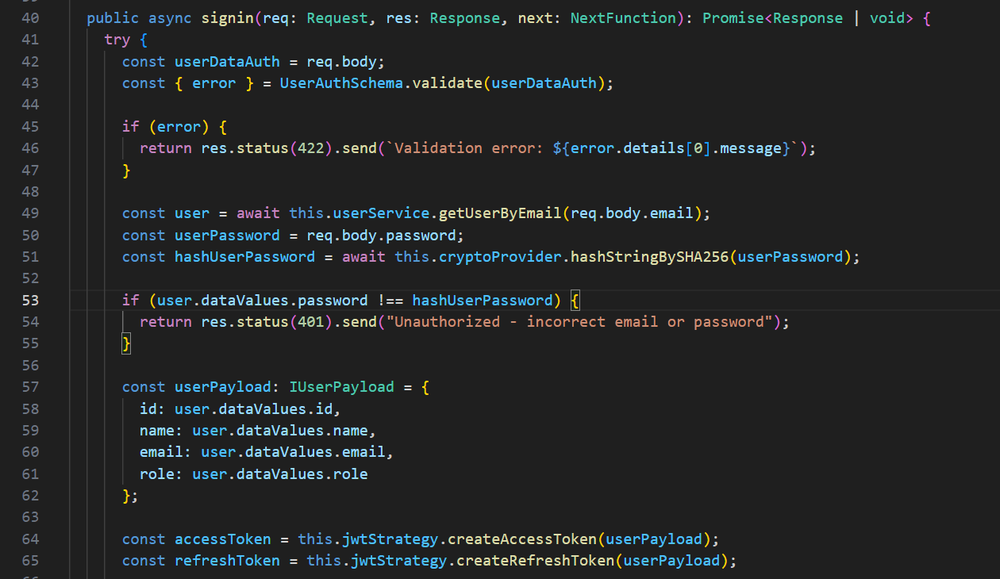 40 public async signin(req: Request, res: Response, next: NextFunction): Promise<Response | void> {
41 try {
42 const userDataAuth = req.body;
43 const { error } = UserAuthSchema.validate(userDataAuth);
44
45 if (error) {
46 return res.status(422).send(`Validation error: ${error.details[0].message}`);
47 }
48
49 const user = await this.userService.getUserByEmail(req.body.email);
50 const userPassword = req.body.password;
51 const hashUserPassword = await this.cryptoProvider.hashStringBySHA256(userPassword);
52
53 if (user.dataValues.password !== hashUserPassword) {
54 return res.status(401).send("Unauthorized - incorrect email or password");
55 }
56
57 const userPayload: IUserPayload = {
58 id: user.dataValues.id,
59 name: user.dataValues.name,
60 email: user.dataValues.email,
61 role: user.dataValues.role
62 };
63
64 const accessToken = this.jwtStrategy.createAccessToken(userPayload);
65 const refreshToken = this.jwtStrategy.createRefreshToken(userPayload);